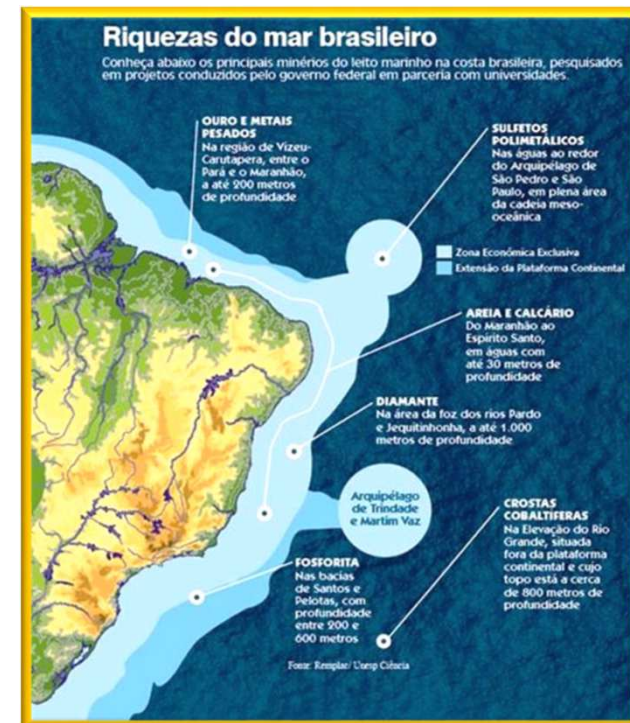 Riquezas do mar brasileiro
Conheça abaixo os principais minérios do leito marinho na costa brasileira, pesquisados
em projetos conduzidos pelo governo federal em parceria com universidades.
OURO E METAIS
PESADOS
Na região de Vizeu-
Carutapera, entre o
Pará e o Maranhão,
a até 200 metros
de profundidade
SULFETOS
POLIMETÁLICOS
Nas águas ao redor
do Arquipélago de
São Pedro e São
Paulo, em plena área
da cadeia meso-
oceânica
Zona Econômica Exclusiva
Extensão da Plataforma Continental
AREIA E CALCÁRIO
Do Maranhão ao
Espírito Santo,
em águas com
até 30 metros de
profundidade
DIAMANTE
Na área da foz dos rios Pardo
e Jequitinhonha, a até 1.000
metros de profundidade
Arquipélago
de Trindade
e Martim Vaz
CROSTAS
COBALTÍFERAS
Na Elevação do Rio
Grande, situada
fora da plataforma
continental e cujo
topo está a cerca
de 800 metros de
profundidade
FOSFORITA
Nas bacias
de Santos e
Pelotas, com
profundidade
entre 200 e
600 metros
Fonte: Remplac/ Unesp Ciência